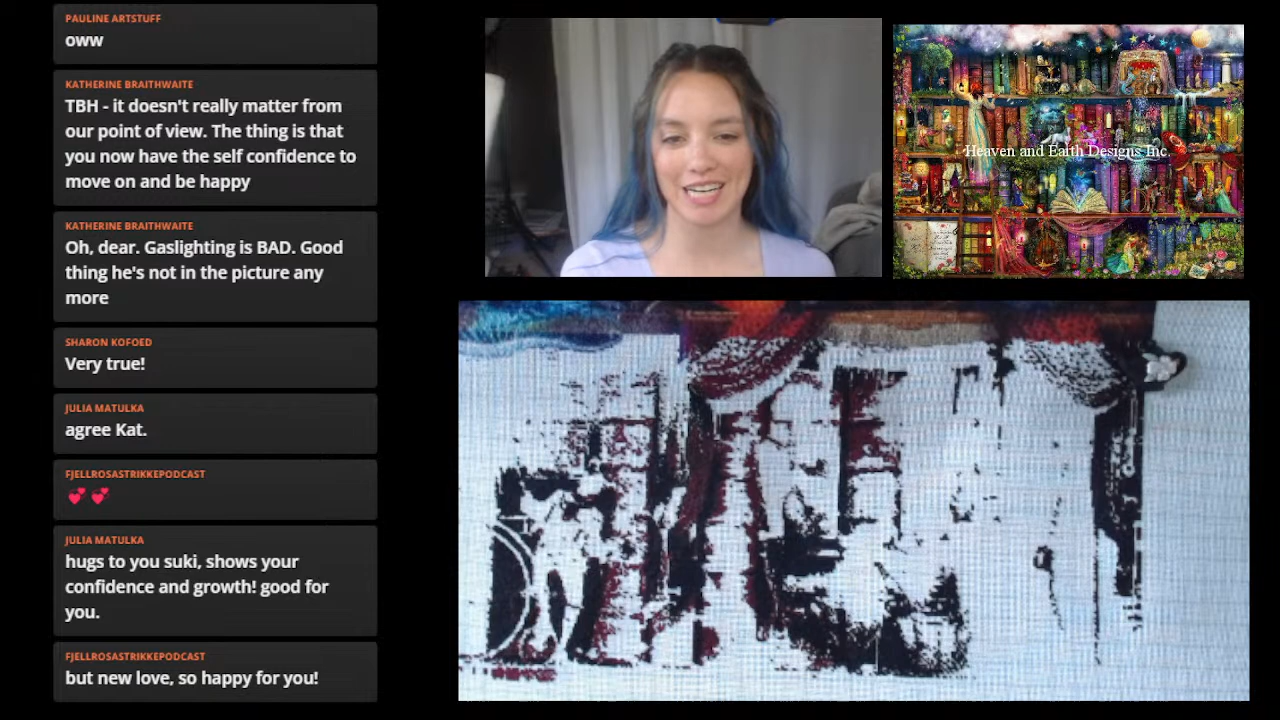 PAULINE ARTSTUFF
oww
KATHERINE BRAITHWAITE
TBH - it doesn't really matter from
our point of view. The thing is that
you now have the self confidence to
move on and be happy
KATHERINE BRAITHWAITE
Oh, dear. Gaslighting is BAD. Good
thing he's not in the picture any
more
SHARON KOFOED
Very true!
JULIA MATULKA
agree Kat.
FJELLROSASTRIKKEPODCAST
💞 💞
JULIA MATULKA
hugs to you suki, shows your
confidence and growth! good for
you.
FJELLROSASTRIKKEPODCAST
but new love, so happy for you!
Heaven and Earth Designs Inc.